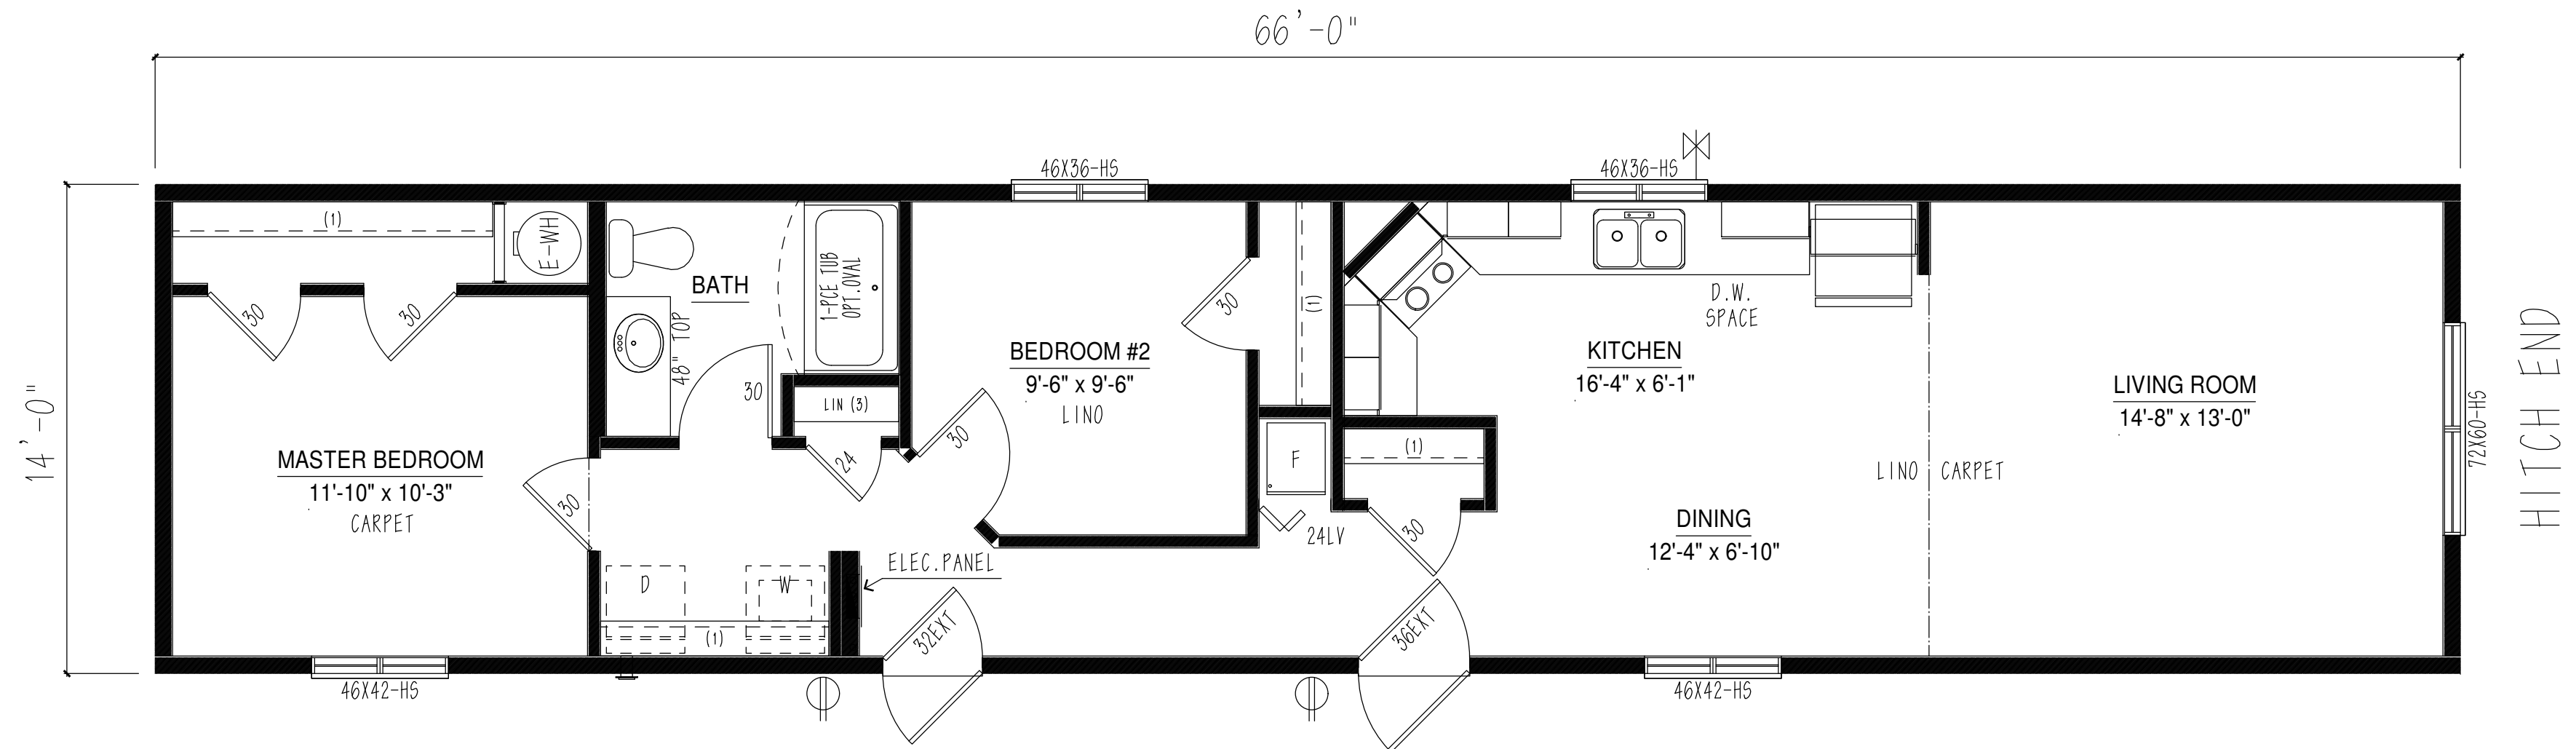 66'-0"
14'-0"
46X36-HS
46X36-HS
(1)
E-WH
30
30
MASTER BEDROOM
11'-10" x 10'-3"
CARPET
30
46X42-HS
BATH
48" TOP
1-PCE TUB
OPT.OVAL
30
LIN (3)
24
D
W
(1)
ELEC.PANEL
32EXT
BEDROOM #2
9'-6" x 9'-6"
LINO
30
30
(1)
F
24LV
(1)
30
36EXT
KITCHEN
16'-4" x 6'-1"
D.W.
SPACE
DINING
12'-4" x 6'-10"
46X42-HS
LINO
CARPET
LIVING ROOM
14'-8" x 13'-0"
72X60-HS
HITCH END